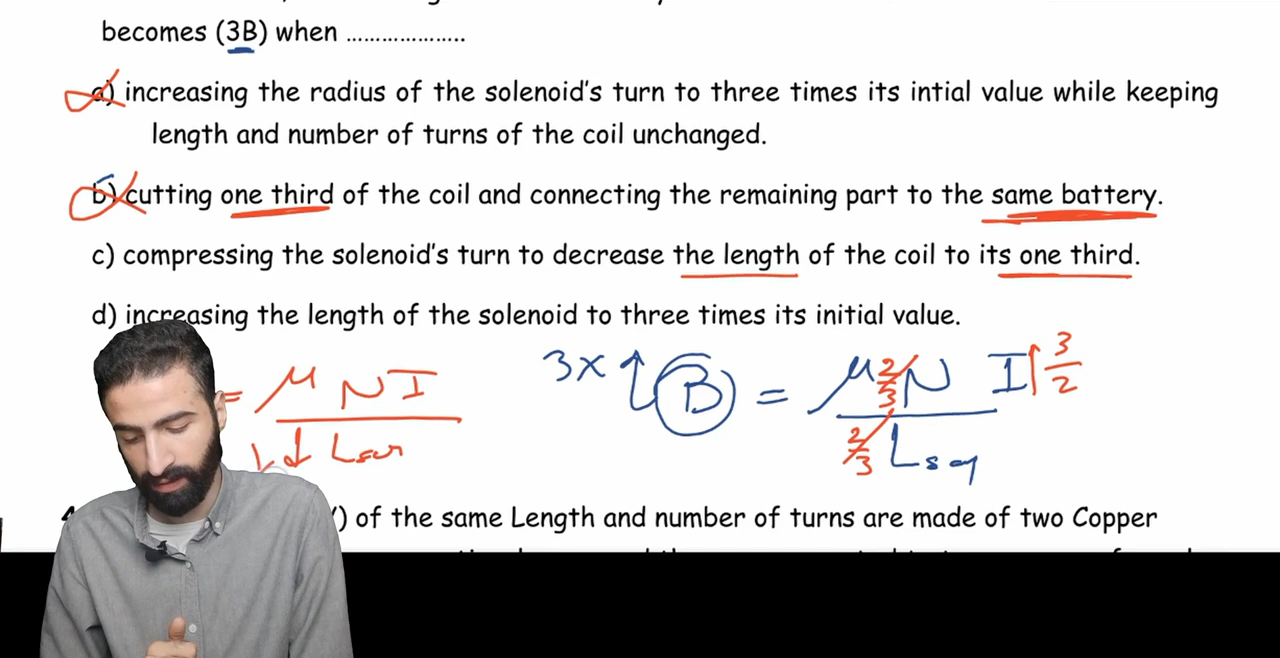 becomes (3B) when ...................
a) increasing the radius of the solenoid's turn to three times its intial value while keeping
length and number of turns of the coil unchanged.
b) cutting one third of the coil and connecting the remaining part to the same battery.
c) compressing the solenoid's turn to decrease the length of the coil to its one third.
d) increasing the length of the solenoid to three times its initial value.
= μ N I
↓ L
3x ↑ B = μ 2/3 N I ↑ 3/2
2/3 L
) of the same Length and number of turns are made of two Copper